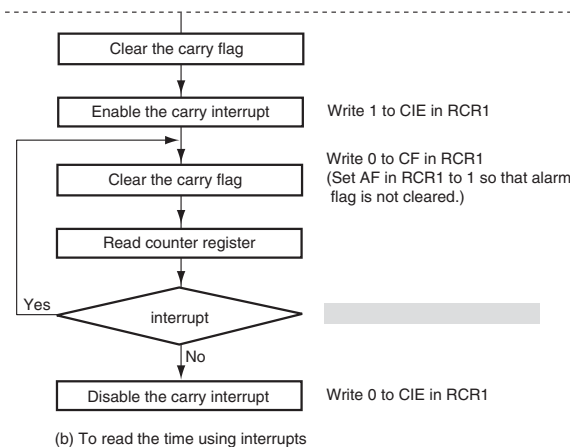 Clear the carry flag
Enable the carry interrupt
Write 1 to CIE in RCR1
Write 0 to CF in RCR1
Clear the carry flag
(Set AF in RCR1 to 1 so that alarm
flag is not cleared.)
Read counter register
Yes
interrupt
No
Disable the carry interrupt
Write 0 to CIE in RCR1
(b) To read the time using interrupts